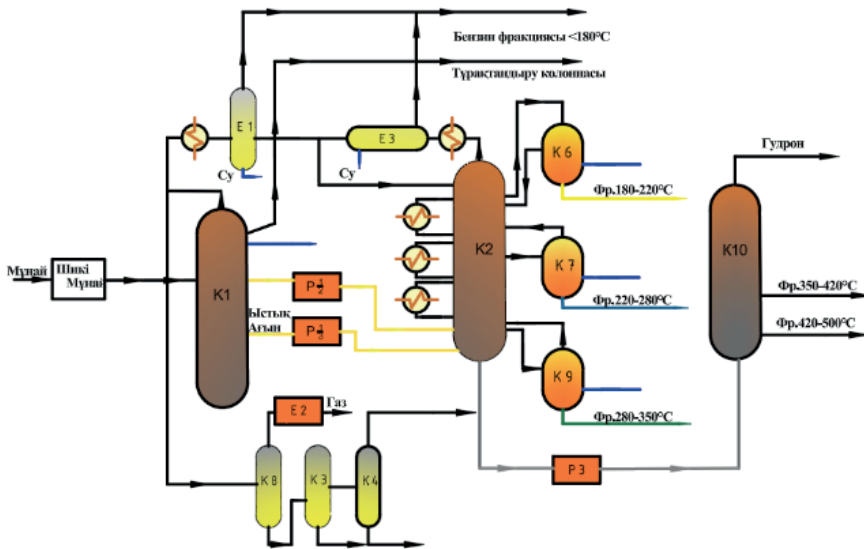 Бензин фракциясы <180°С
Тұрақтандыру колоннасы
Е 1
Е 3
Су
Су
К 6
Гудрон
Фр.180-220°С
Мұнай
Шикі
Мұнай
К1
К2
К10
К 7
Р 1/2
Фр.220-280°С
Фр.350-420°С
Ыстық
Ағын
Р 1/3
Фр.420-500°С
К 9
Е 2
Газ
Фр.280-350°С
К 8
К 3
К 4
Р 3